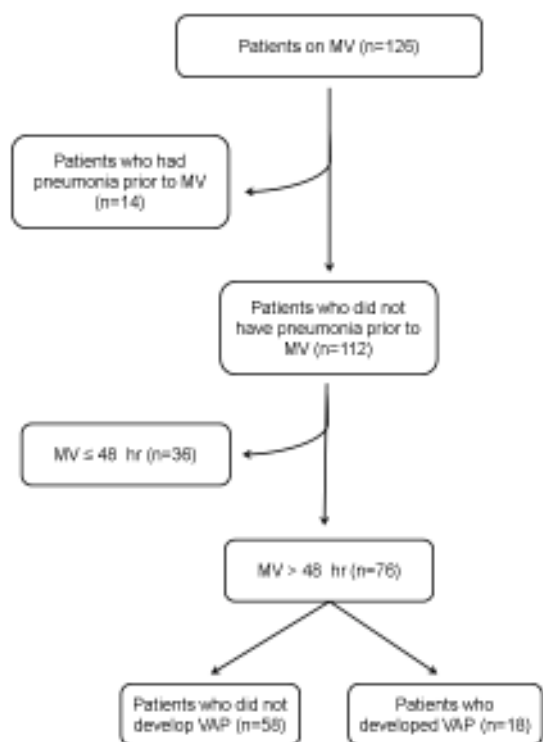 Patients on MV (n=126)
Patients who had
pneumonia prior to MV
(n=14)
Patients who did not
have pneumonia prior to
MV (n=112)
MV ≤ 48 hr (n=36)
MV > 48 hr (n=76)
Patients who did not
develop VAP (n=58)
Patients who
developed VAP (n=18)